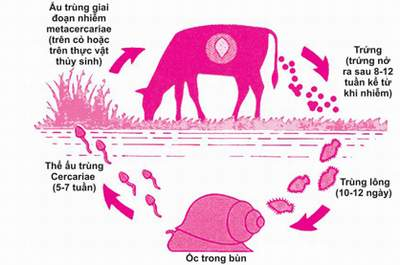 Ấu trùng giai
đoạn nhiễm
metacercariae
(trên cỏ hoặc
trên thực vật
thủy sinh)
Trứng
(trứng nở
ra sau 8-12
tuần kể từ
khi nhiễm)
Trùng lông
(10-12 ngày)
Ốc trong bùn
Thể ấu trùng
Cercariae
(5-7 tuần)